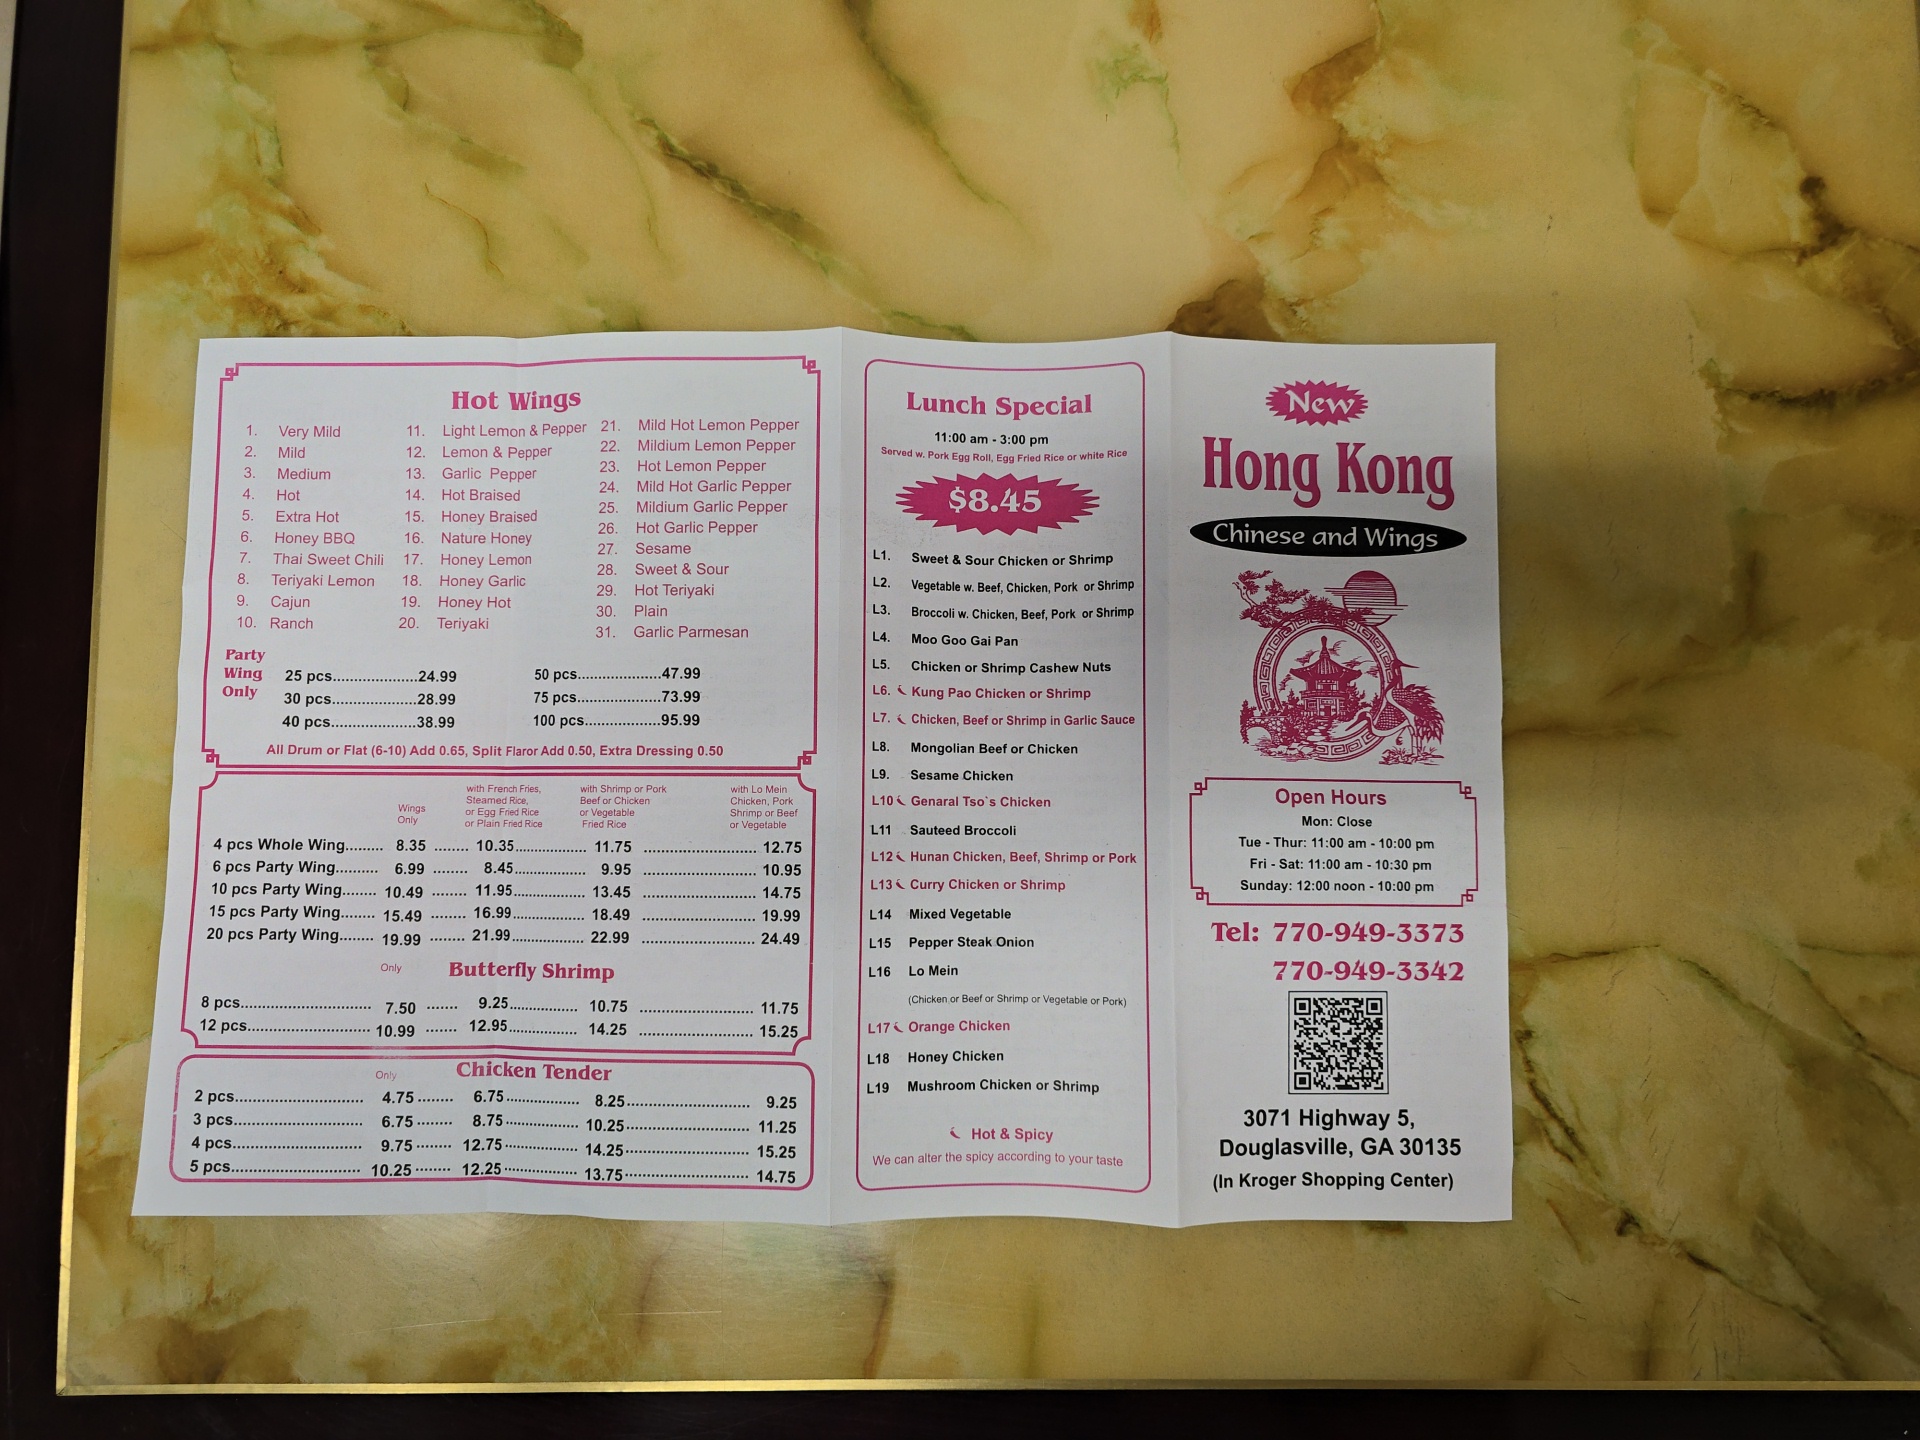 Hot Wings
1. Very Mild
2. Mild
3. Medium
4. Hot
5. Extra Hot
6. Honey BBQ
7. Thai Sweet Chili
8. Teriyaki Lemon
9. Cajun
10. Ranch
11. Light Lemon & Pepper
12. Lemon & Pepper
13. Garlic Pepper
14. Hot Braised
15. Honey Braised
16. Nature Honey
17. Honey Lemon
18. Honey Garlic
19. Honey Hot
20. Teriyaki
21. Mild Hot Lemon Pepper
22. Mildium Lemon Pepper
23. Hot Lemon Pepper
24. Mild Hot Garlic Pepper
25. Mildium Garlic Pepper
26. Hot Garlic Pepper
27. Sesame
28. Sweet & Sour
29. Hot Teriyaki
30. Plain
31. Garlic Parmesan
Party
Wing
Only
25 pcs....................24.99
30 pcs....................28.99
40 pcs....................38.99
50 pcs....................47.99
75 pcs....................73.99
100 pcs..................95.99
All Drum or Flat (6-10) Add 0.65, Split Flaror Add 0.50, Extra Dressing 0.50
Wings
Only
with French Fries,
Steamed Rice,
or Egg Fried Rice
or Plain Fried Rice
with Shrimp or Pork
Beef or Chicken
or Vegetable
Fried Rice
with Lo Mein
Chicken, Pork
Shrimp or Beef
or Vegetable
4 pcs Whole Wing......... 8.35 ........ 10.35................. 11.75 ........................... 12.75
6 pcs Party Wing.......... 6.99 ........ 8.45................. 9.95 ........................... 10.95
10 pcs Party Wing........ 10.49 ........ 11.95................. 13.45 ........................... 14.75
15 pcs Party Wing........ 15.49 ........ 16.99................. 18.49 ........................... 19.99
20 pcs Party Wing........ 19.99 ........ 21.99................. 22.99 ........................... 24.49
Only Butterfly Shrimp
8 pcs............................... 7.50 ....... 9.25................. 10.75 ........................... 11.75
12 pcs............................. 10.99 ....... 12.95................. 14.25 ........................... 15.25
Only Chicken Tender
2 pcs............................... 4.75 ........ 6.75................. 8.25............................. 9.25
3 pcs............................... 6.75 ........ 8.75................. 10.25............................. 11.25
4 pcs............................... 9.75 ........ 12.75................. 14.25............................. 15.25
5 pcs............................... 10.25 ........ 12.25................. 13.75............................. 14.75
Lunch Special
11:00 am - 3:00 pm
Served w. Pork Egg Roll, Egg Fried Rice or white Rice
$8.45
L1. Sweet & Sour Chicken or Shrimp
L2. Vegetable w. Beef, Chicken, Pork or Shrimp
L3. Broccoli w. Chicken, Beef, Pork or Shrimp
L4. Moo Goo Gai Pan
L5. Chicken or Shrimp Cashew Nuts
L6. Kung Pao Chicken or Shrimp
L7. Chicken, Beef or Shrimp in Garlic Sauce
L8. Mongolian Beef or Chicken
L9. Sesame Chicken
L10 Genaral Tso`s Chicken
L11 Sauteed Broccoli
L12 Hunan Chicken, Beef, Shrimp or Pork
L13 Curry Chicken or Shrimp
L14 Mixed Vegetable
L15 Pepper Steak Onion
L16 Lo Mein
(Chicken or Beef or Shrimp or Vegetable or Pork)
L17 Orange Chicken
L18 Honey Chicken
L19 Mushroom Chicken or Shrimp
Hot & Spicy
We can alter the spicy according to your taste
New
Hong Kong
Chinese and Wings
Open Hours
Mon: Close
Tue - Thur: 11:00 am - 10:00 pm
Fri - Sat: 11:00 am - 10:30 pm
Sunday: 12:00 noon - 10:00 pm
Tel: 770-949-3373
770-949-3342
3071 Highway 5,
Douglasville, GA 30135
(In Kroger Shopping Center)